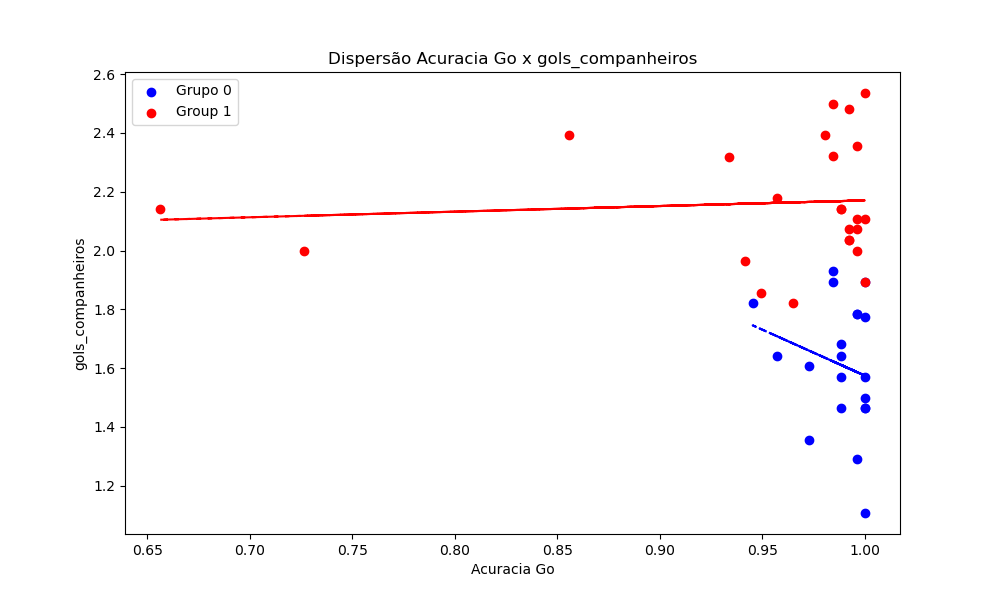 Dispersão Acuracia Go x gols_companheiros
Grupo 0
Group 1
2.6
2.4
2.2
2.0
1.8
1.6
1.4
1.2
gols_companheiros
0.65 0.70 0.75 0.80 0.85 0.90 0.95 1.00
Acuracia Go